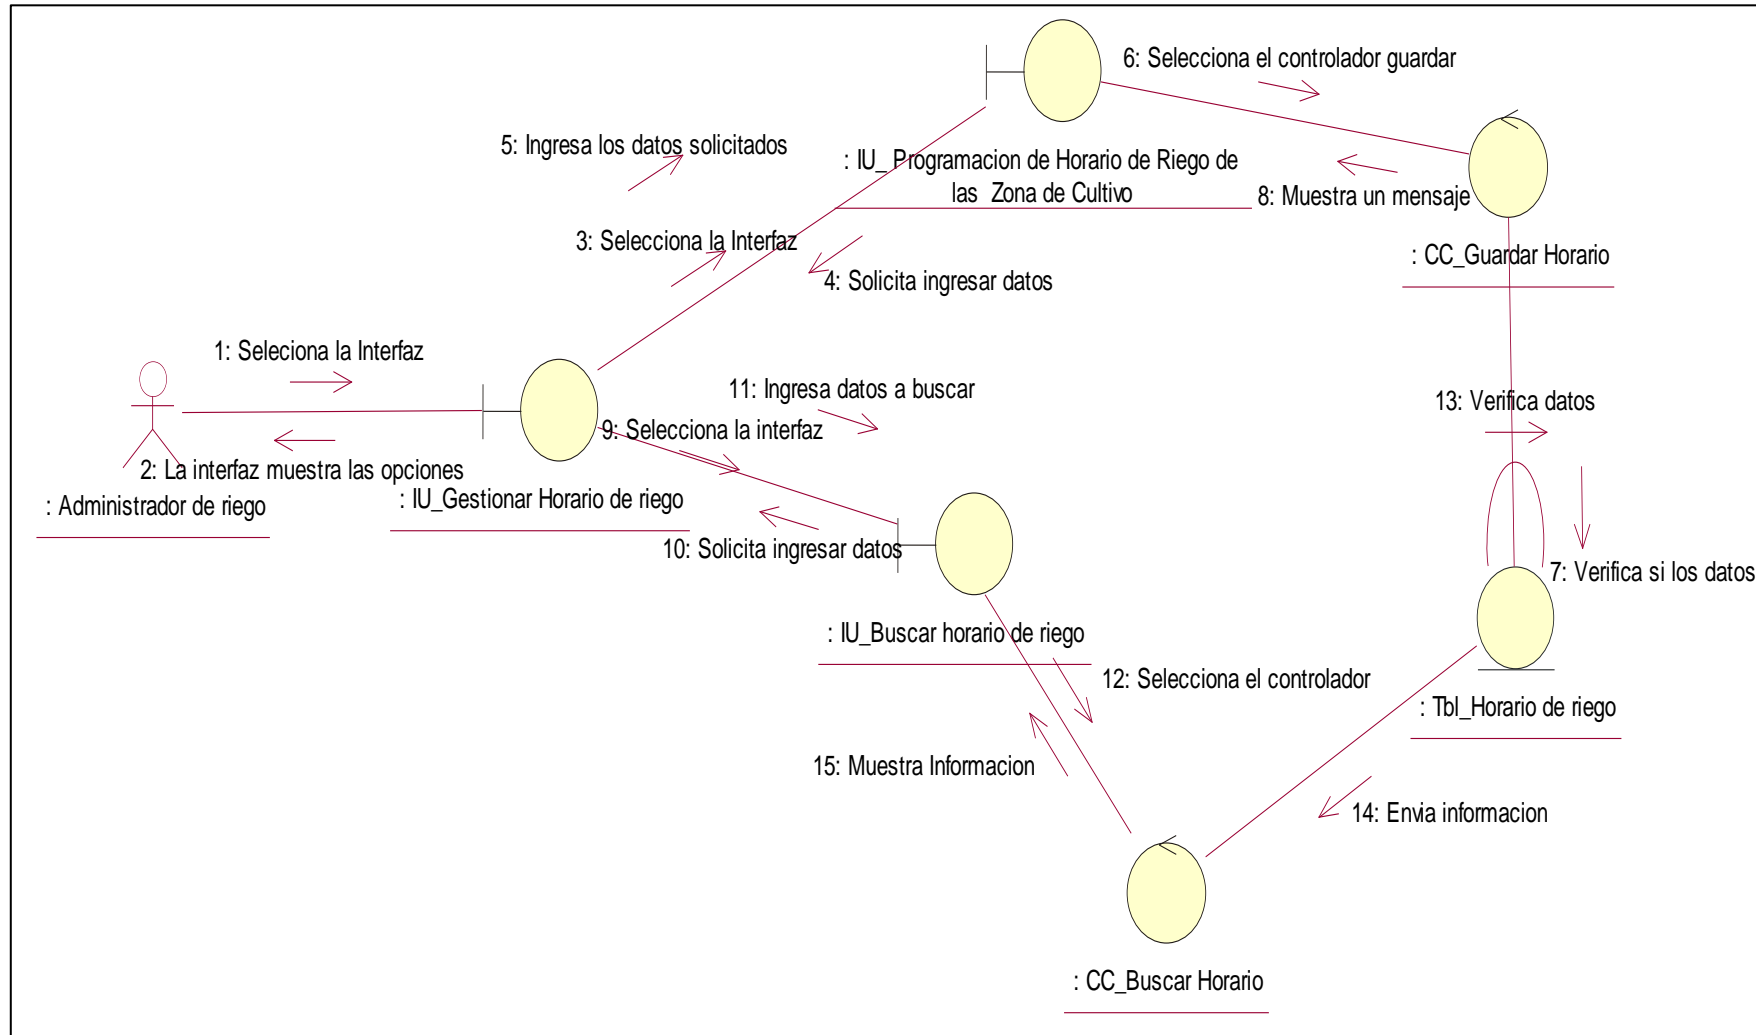 6: Selecciona el controlador guardar
5: Ingresa los datos solicitados
: IU_ Programacion de Horario de Riego de
las Zona de Cultivo
8: Muestra un mensaje
3: Selecciona la Interfaz
: CC_Guardar Horario
4: Solicita ingresar datos
1: Seleciona la Interfaz
11: Ingresa datos a buscar
13: Verifica datos
9: Selecciona la interfaz
2: La interfaz muestra las opciones
: Administrador de riego
: IU_Gestionar Horario de riego
10: Solicita ingresar datos
7: Verifica si los datos
: IU_Buscar horario de riego
12: Selecciona el controlador
: Tbl_Horario de riego
15: Muestra Informacion
14: Envia informacion
: CC_Buscar Horario